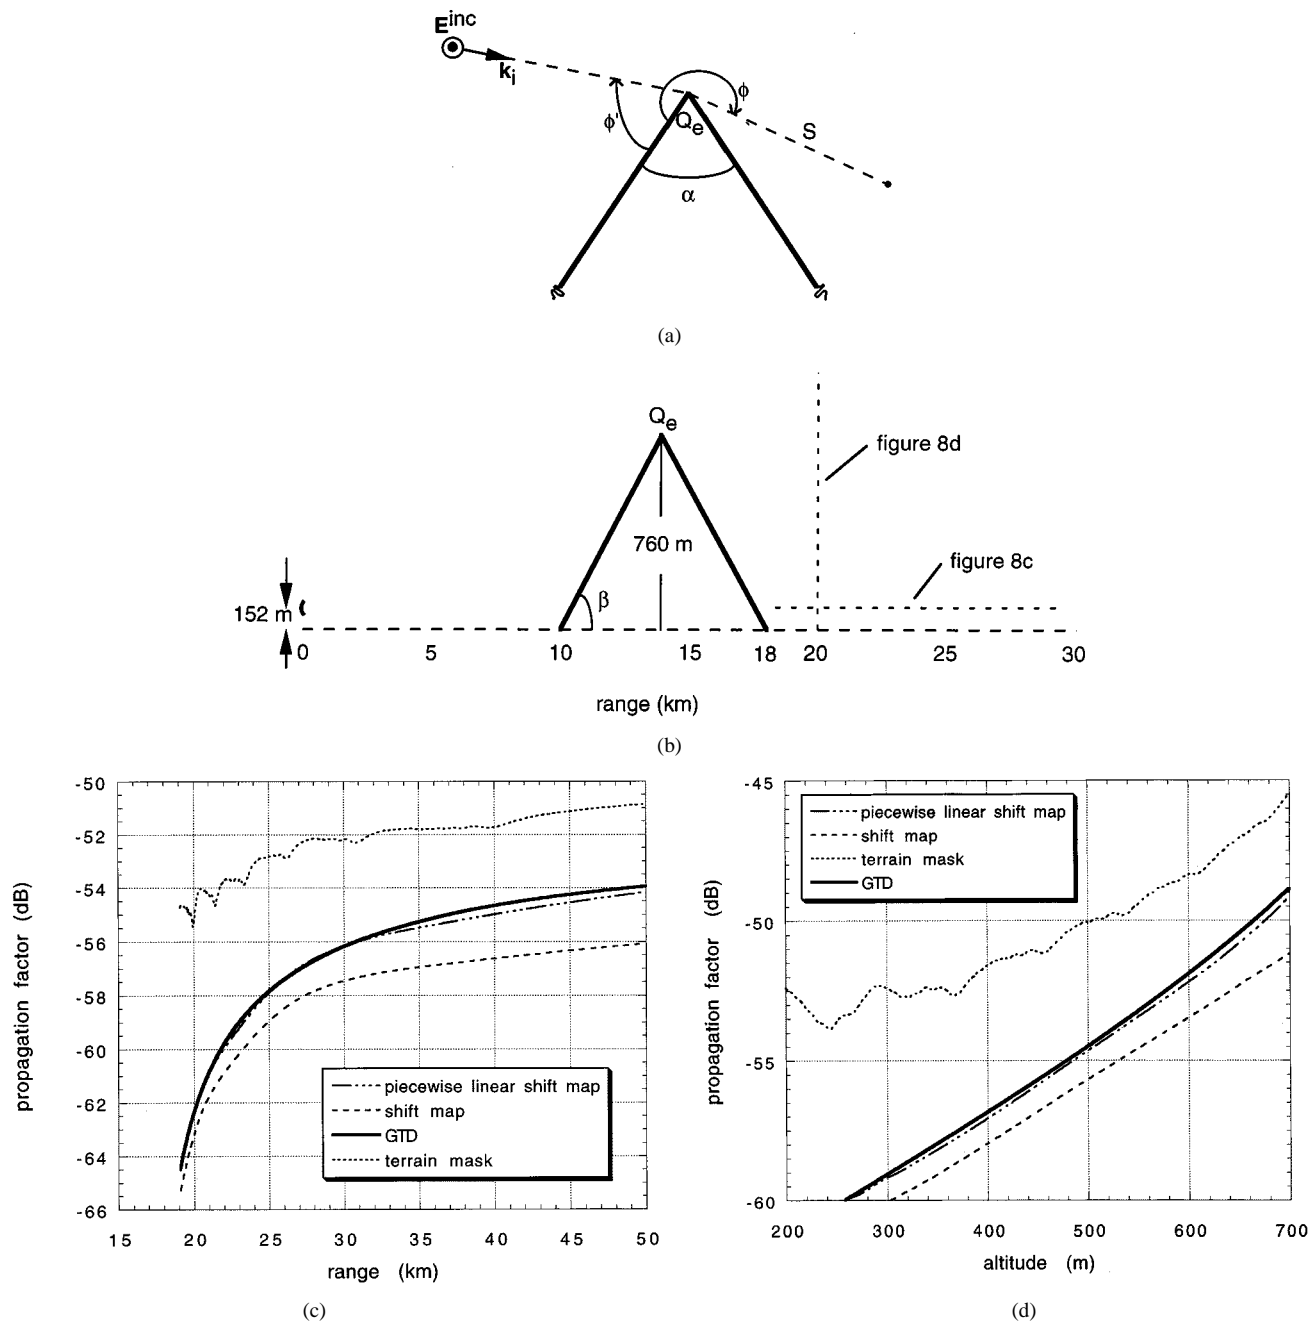 E^inc
k_i
ϕ'
Q_e
ϕ
S
α
(a)
Q_e
figure 8d
760 m
figure 8c
152 m
β
0 5 10 15 18 20 25 30
range (km)
(b)
-50
-52
-54
-56
-58
-60
-62
-64
-66
propagation factor (dB)
piecewise linear shift map
shift map
GTD
terrain mask
15 20 25 30 35 40 45 50
range (km)
(c)
-45
-50
-55
-60
propagation factor (dB)
piecewise linear shift map
shift map
terrain mask
GTD
200 300 400 500 600 700
altitude (m)
(d)